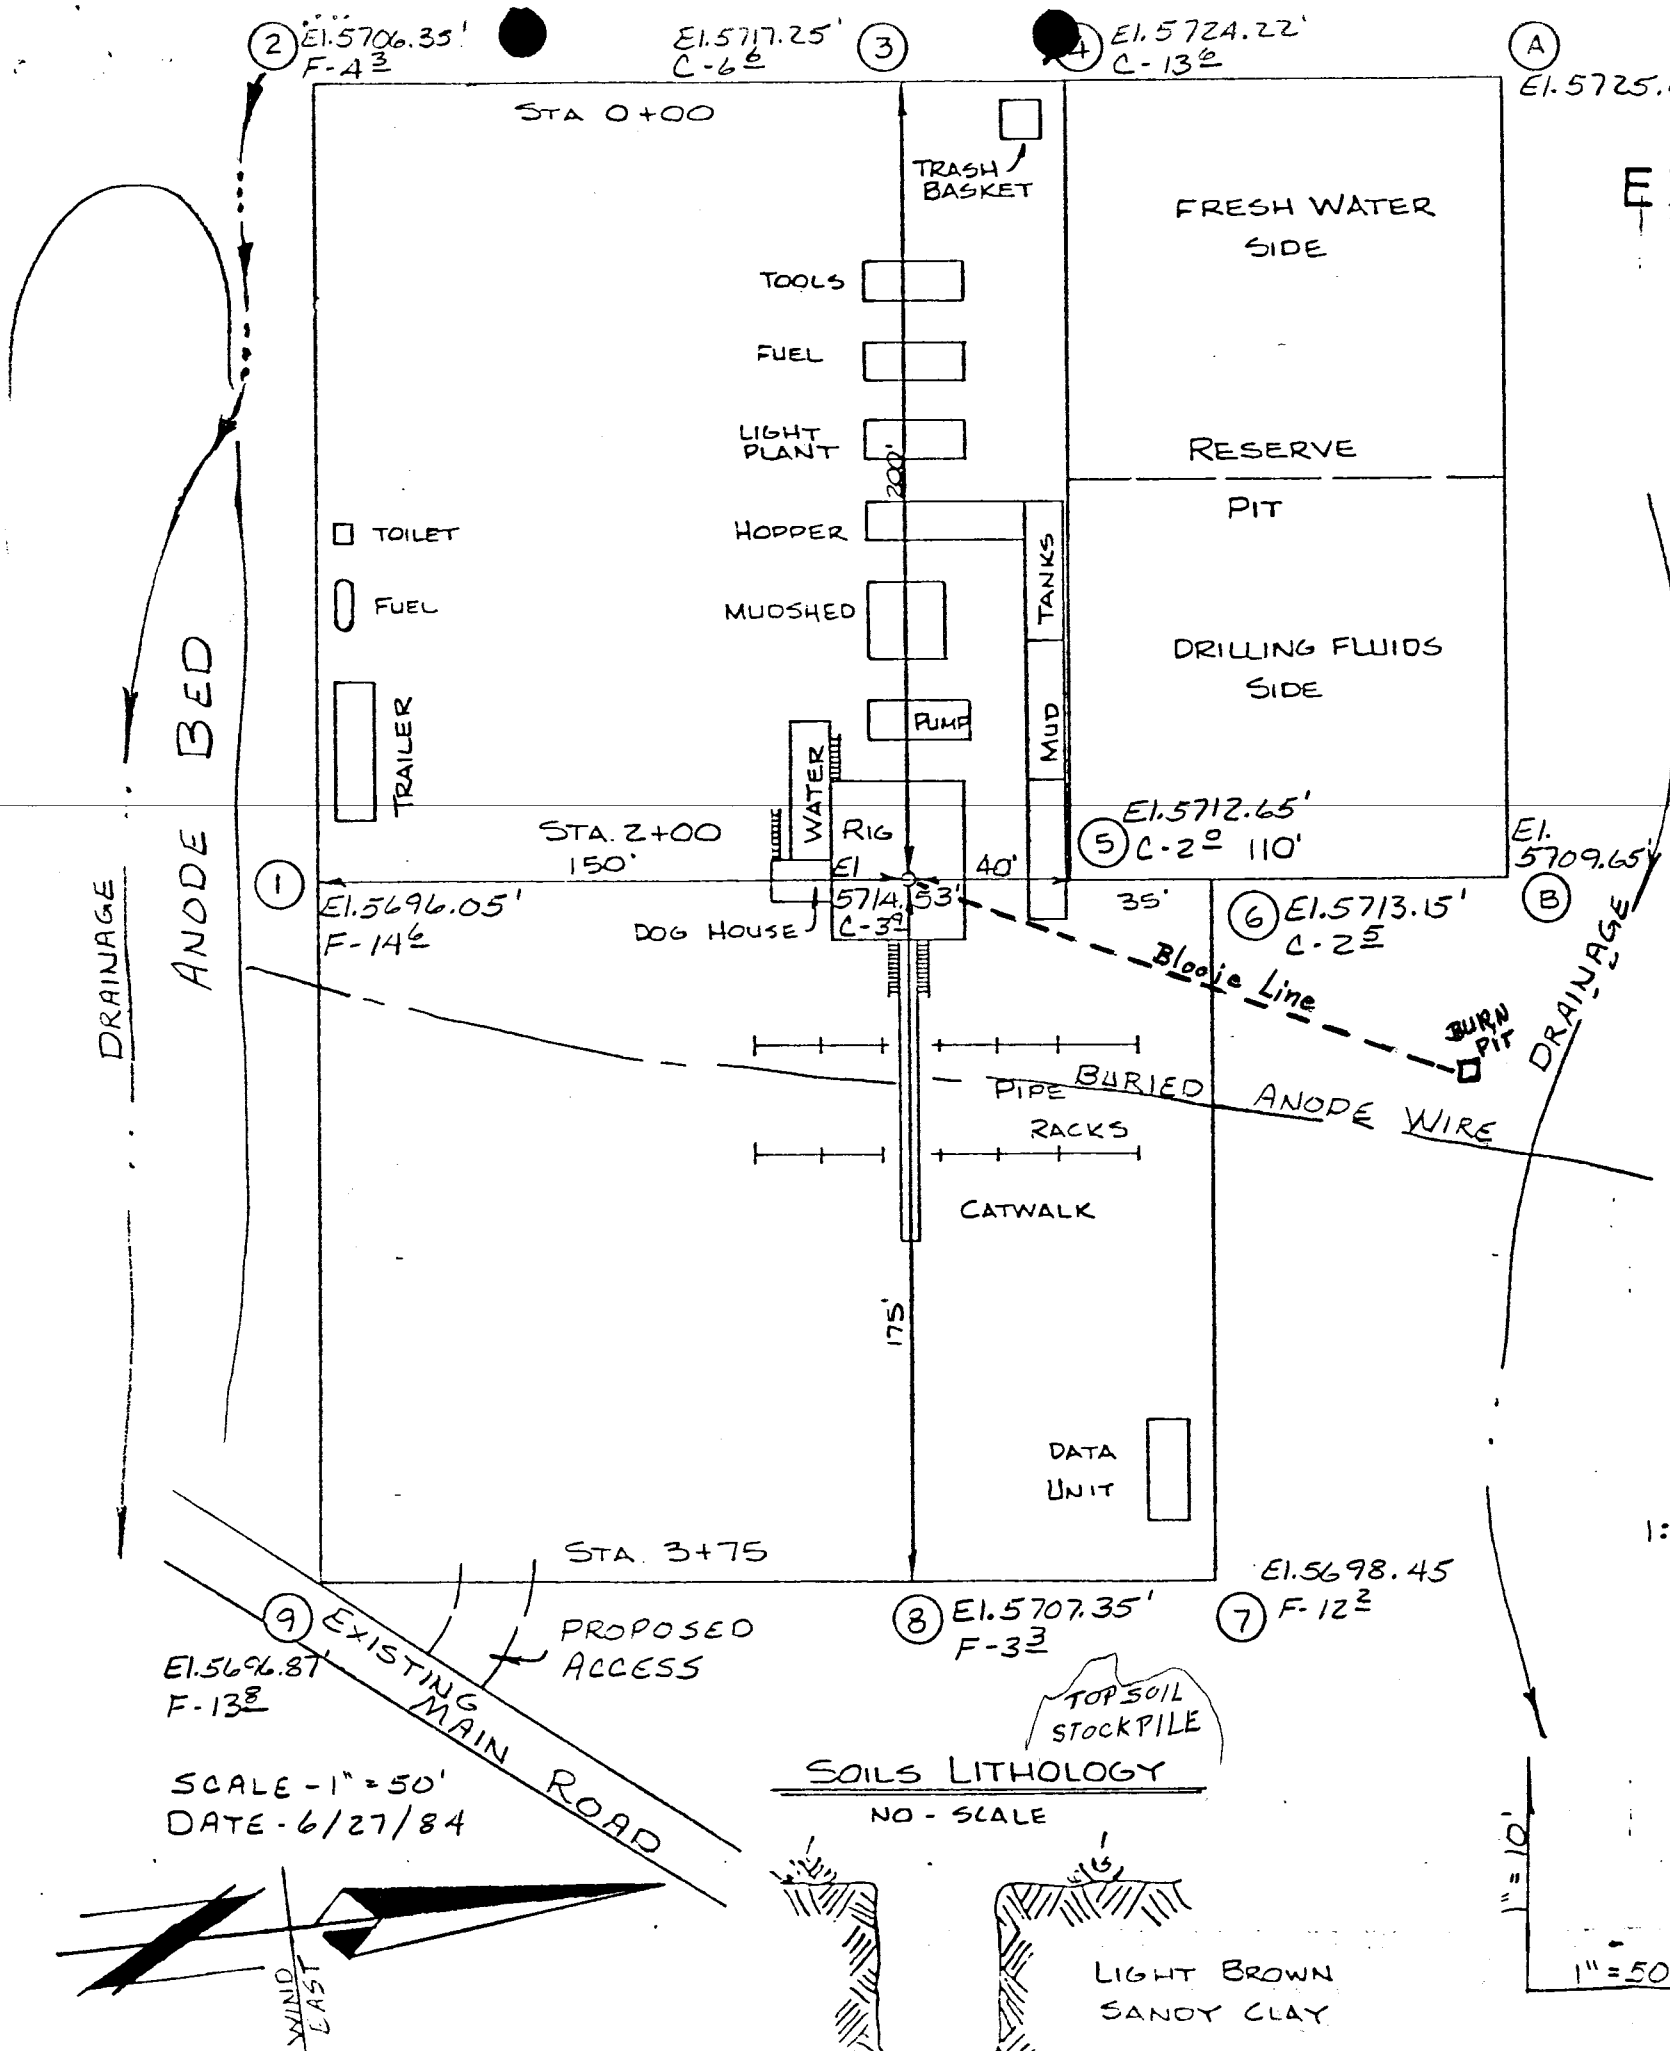 2
El. 5706.35'
F-4 3
El. 5717.25'
C-6 6
3
4
El. 5724.22'
C-13 6
A
El. 5725.
STA 0+00
TRASH
BASKET
E
FRESH WATER
SIDE
TOOLS
FUEL
LIGHT
PLANT
200'
RESERVE
PIT
TOILET
HOPPER
TANKS
FUEL
MUDSHED
DRILLING FLUIDS
SIDE
ANODE BED
TRAILER
PUMP
MUD
WATER
STA. 2+00
150'
RIG
El
5714.53'
C-3 9
40'
5
El. 5712.65'
C-2 0 110'
El.
5709.65'
B
1
El. 5696.05'
F-14 6
DOG HOUSE
35'
6
El. 5713.15'
C-2 5
DRAINAGE
Blooie Line
BURN
PIT
DRAINAGE
PIPE
RACKS
BURIED ANODE WIRE
CATWALK
175'
DATA
UNIT
STA. 3+75
1:
9
El. 5696.87'
F-13 8
EXISTING
MAIN ROAD
PROPOSED
ACCESS
8
El. 5707.35'
F-3 3
7
El. 5698.45
F-12 2
TOPSOIL
STOCKPILE
SCALE - 1" = 50'
DATE - 6/27/84
SOILS LITHOLOGY
NO - SCALE
1" = 10'
1" = 50
WIND
EAST
LIGHT BROWN
SANDY CLAY